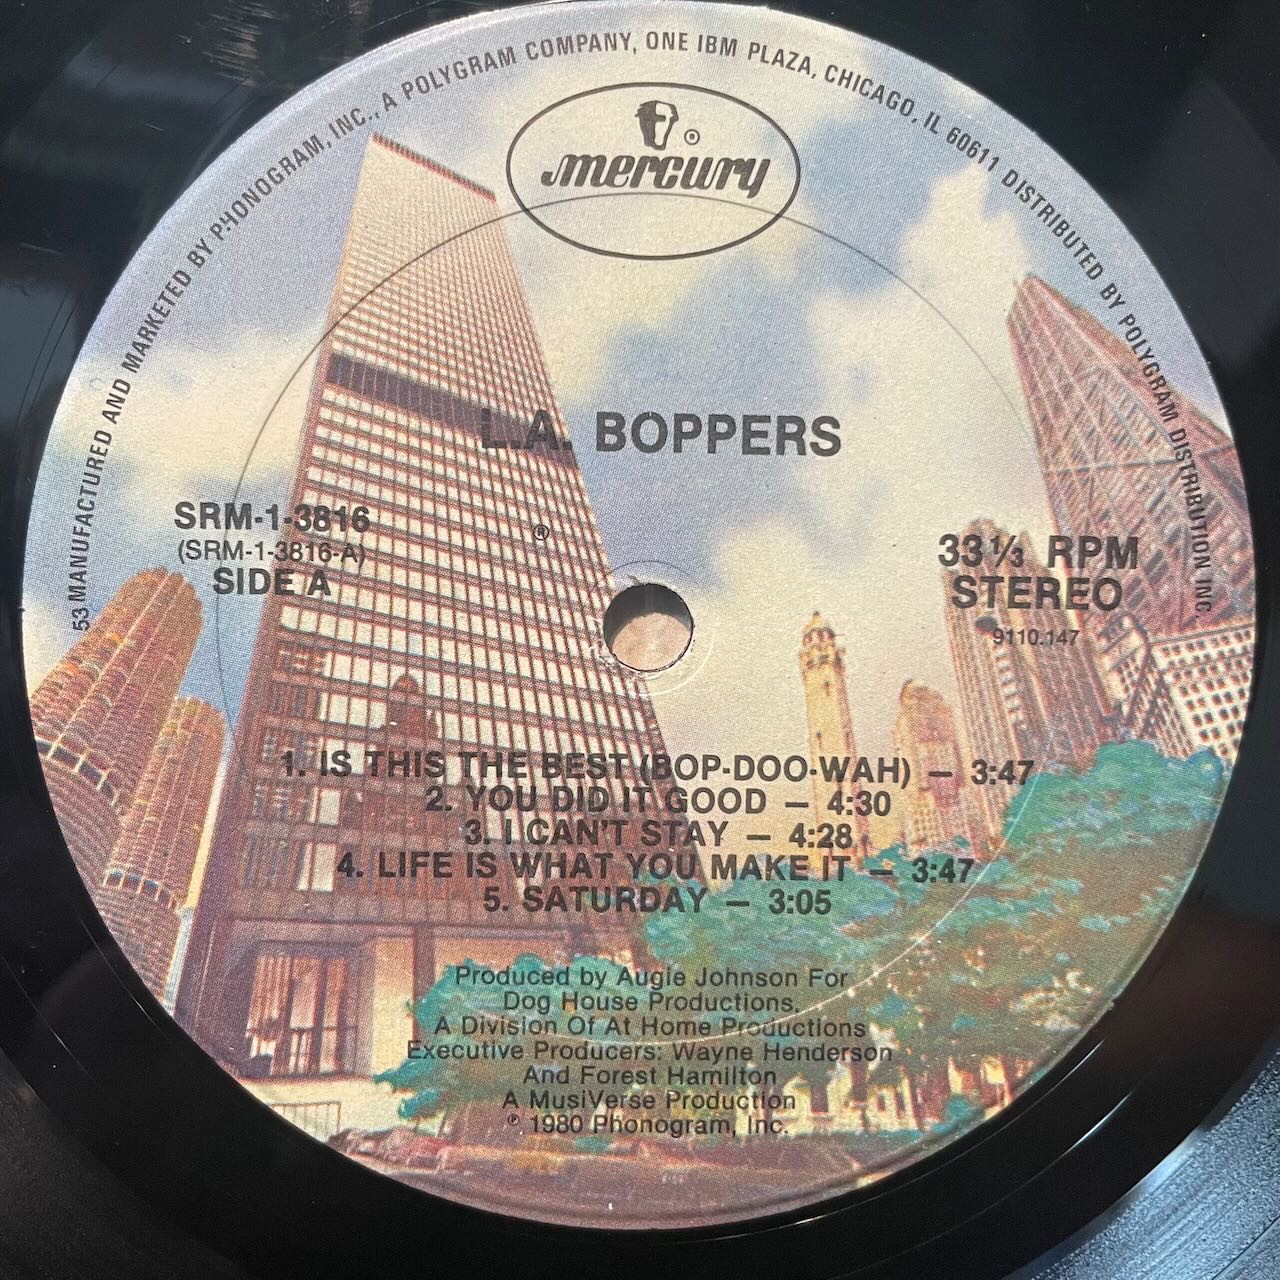 53 MANUFACTURED AND MARKETED BY PHONOGRAM, INC., A POLYGRAM COMPANY, ONE IBM PLAZA, CHICAGO, IL 60611 DISTRIBUTED BY POLYGRAM DISTRIBUTION INC.
®
mercury
L.A. BOPPERS
®
SRM-1-3816
(SRM-1-3816-A)
SIDE A
33 1/3 RPM
STEREO
9110.147
1. IS THIS THE BEST (BOP-DOO-WAH) — 3:47
2. YOU DID IT GOOD — 4:30
3. I CAN'T STAY — 4:28
4. LIFE IS WHAT YOU MAKE IT — 3:47
5. SATURDAY — 3:05
Produced by Augie Johnson For
Dog House Productions,
A Division Of At Home Productions
Executive Producers: Wayne Henderson
And Forest Hamilton
A MusiVerse Production
℗ 1980 Phonogram, Inc.